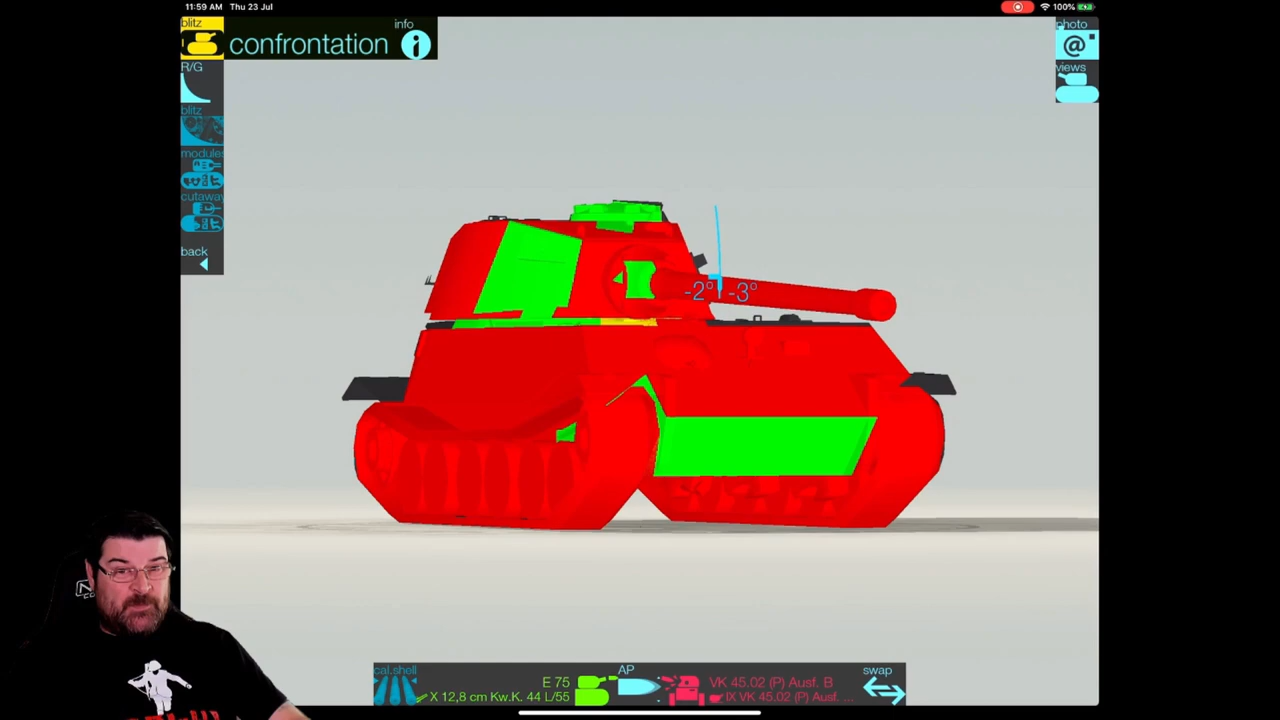 11:59 AM Thu 23 Jul
100%
blitz
confrontation
info
i
photo
@
R/G
views
blitz
modules
cutaway
back
-2° -3°
cal.shell
E 75
AP
VK 45.02 (P) Ausf. B
swap
X 12,8 cm Kw.K. 44 L/55
IX VK 45.02 (P) Ausf. ...